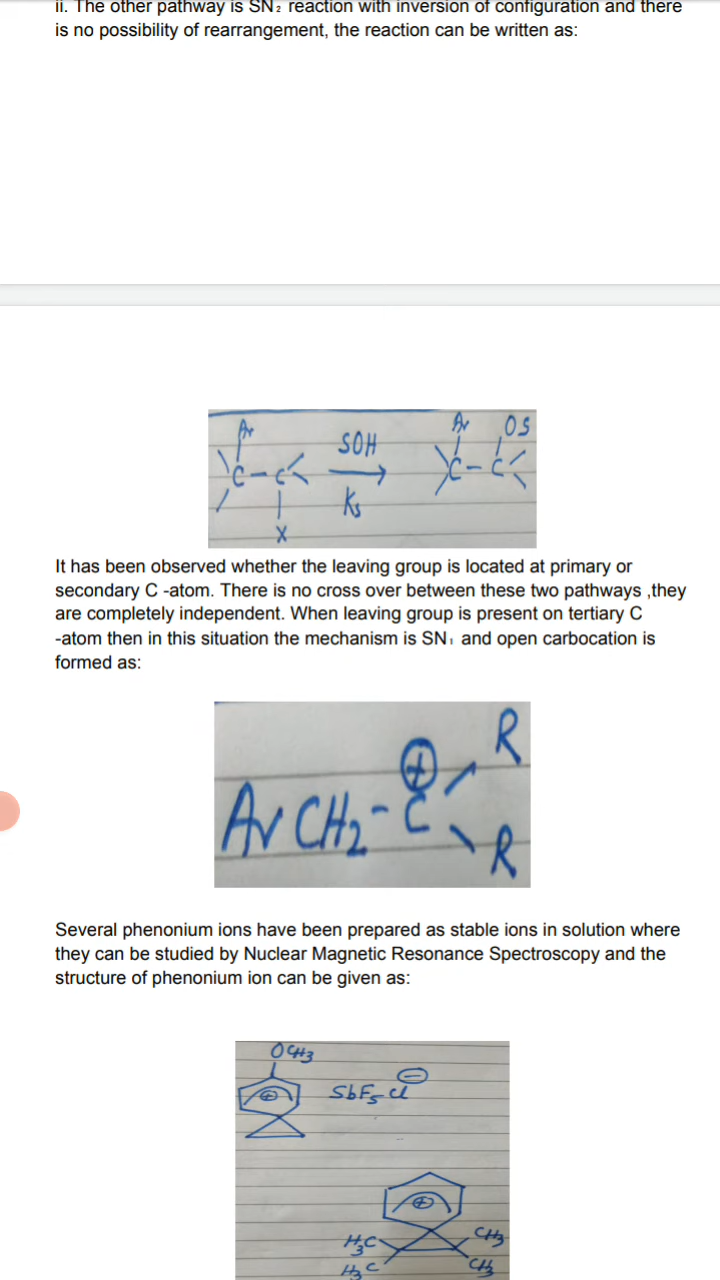 ii. The other pathway is SN₂ reaction with inversion of configuration and there
is no possibility of rearrangement, the reaction can be written as:
Ar Ar OS
SOH
C-C C-C
Ks
X
It has been observed whether the leaving group is located at primary or
secondary C -atom. There is no cross over between these two pathways ,they
are completely independent. When leaving group is present on tertiary C
-atom then in this situation the mechanism is SN₁ and open carbocation is
formed as:
R
⊕
ArCH₂-C
R
Several phenonium ions have been prepared as stable ions in solution where
they can be studied by Nuclear Magnetic Resonance Spectroscopy and the
structure of phenonium ion can be given as:
OCH₃
⊕ SbF₅Cl⊖
⊕
H₃C CH₃
H₃C CH₃